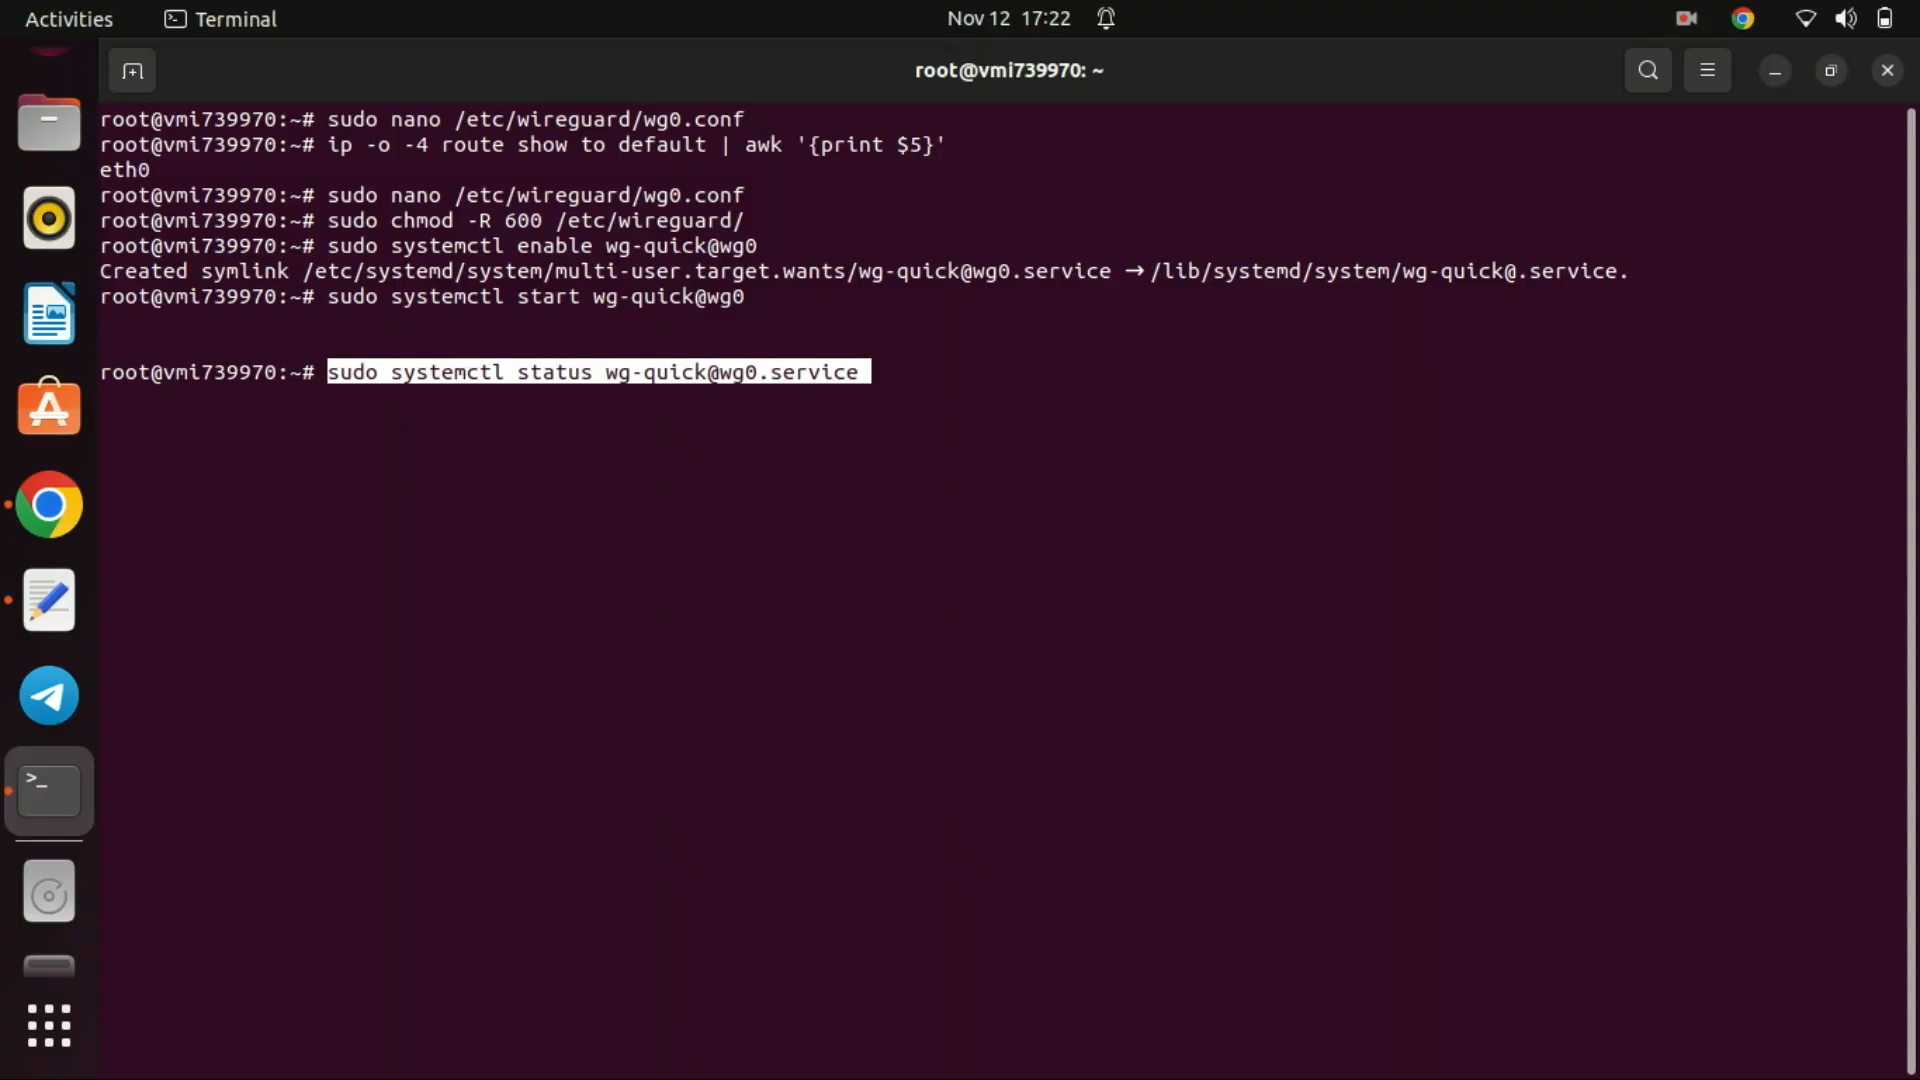 Activities
Terminal
Nov 12 17:22
root@vmi739970: ~
root@vmi739970:~# sudo nano /etc/wireguard/wg0.conf
root@vmi739970:~# ip -o -4 route show to default | awk '{print $5}'
eth0
root@vmi739970:~# sudo nano /etc/wireguard/wg0.conf
root@vmi739970:~# sudo chmod -R 600 /etc/wireguard/
root@vmi739970:~# sudo systemctl enable wg-quick@wg0
Created symlink /etc/systemd/system/multi-user.target.wants/wg-quick@wg0.service → /lib/systemd/system/wg-quick@.service.
root@vmi739970:~# sudo systemctl start wg-quick@wg0
root@vmi739970:~# sudo systemctl status wg-quick@wg0.service